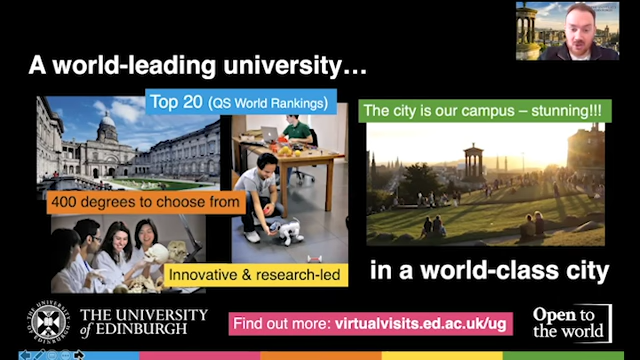 A world-leading university...
Top 20 (QS World Rankings)
The city is our campus – stunning!!!
400 degrees to choose from
Innovative & research-led
in a world-class city
THE UNIVERSITY
of EDINBURGH
Find out more: virtualvisits.ed.ac.uk/ug
Open to
the world